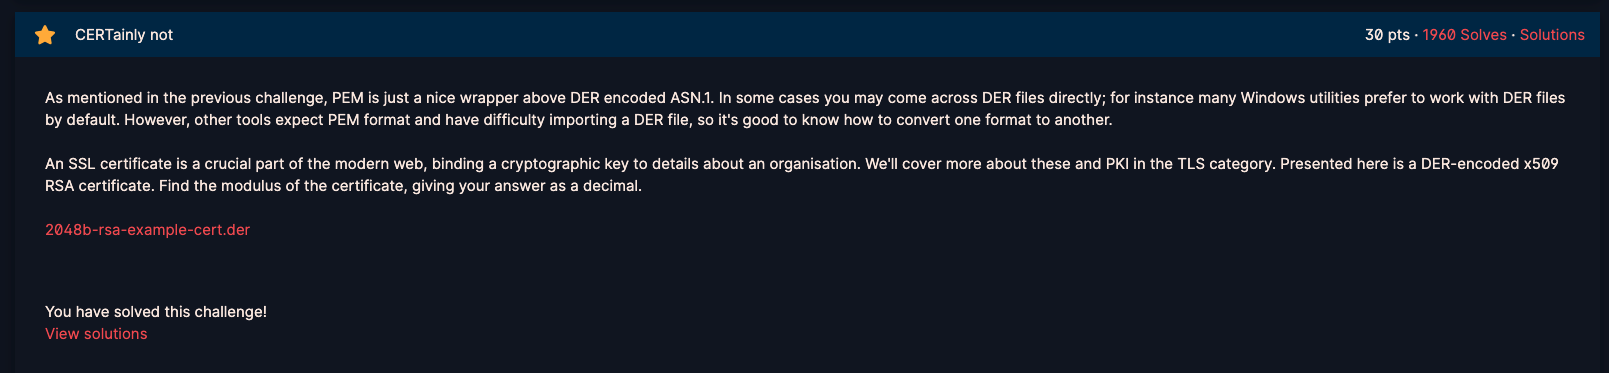 CERTainly not
30 pts · 1960 Solves · Solutions
As mentioned in the previous challenge, PEM is just a nice wrapper above DER encoded ASN.1. In some cases you may come across DER files directly; for instance many Windows utilities prefer to work with DER files
by default. However, other tools expect PEM format and have difficulty importing a DER file, so it's good to know how to convert one format to another.
An SSL certificate is a crucial part of the modern web, binding a cryptographic key to details about an organisation. We'll cover more about these and PKI in the TLS category. Presented here is a DER-encoded x509
RSA certificate. Find the modulus of the certificate, giving your answer as a decimal.
2048b-rsa-example-cert.der
You have solved this challenge!
View solutions